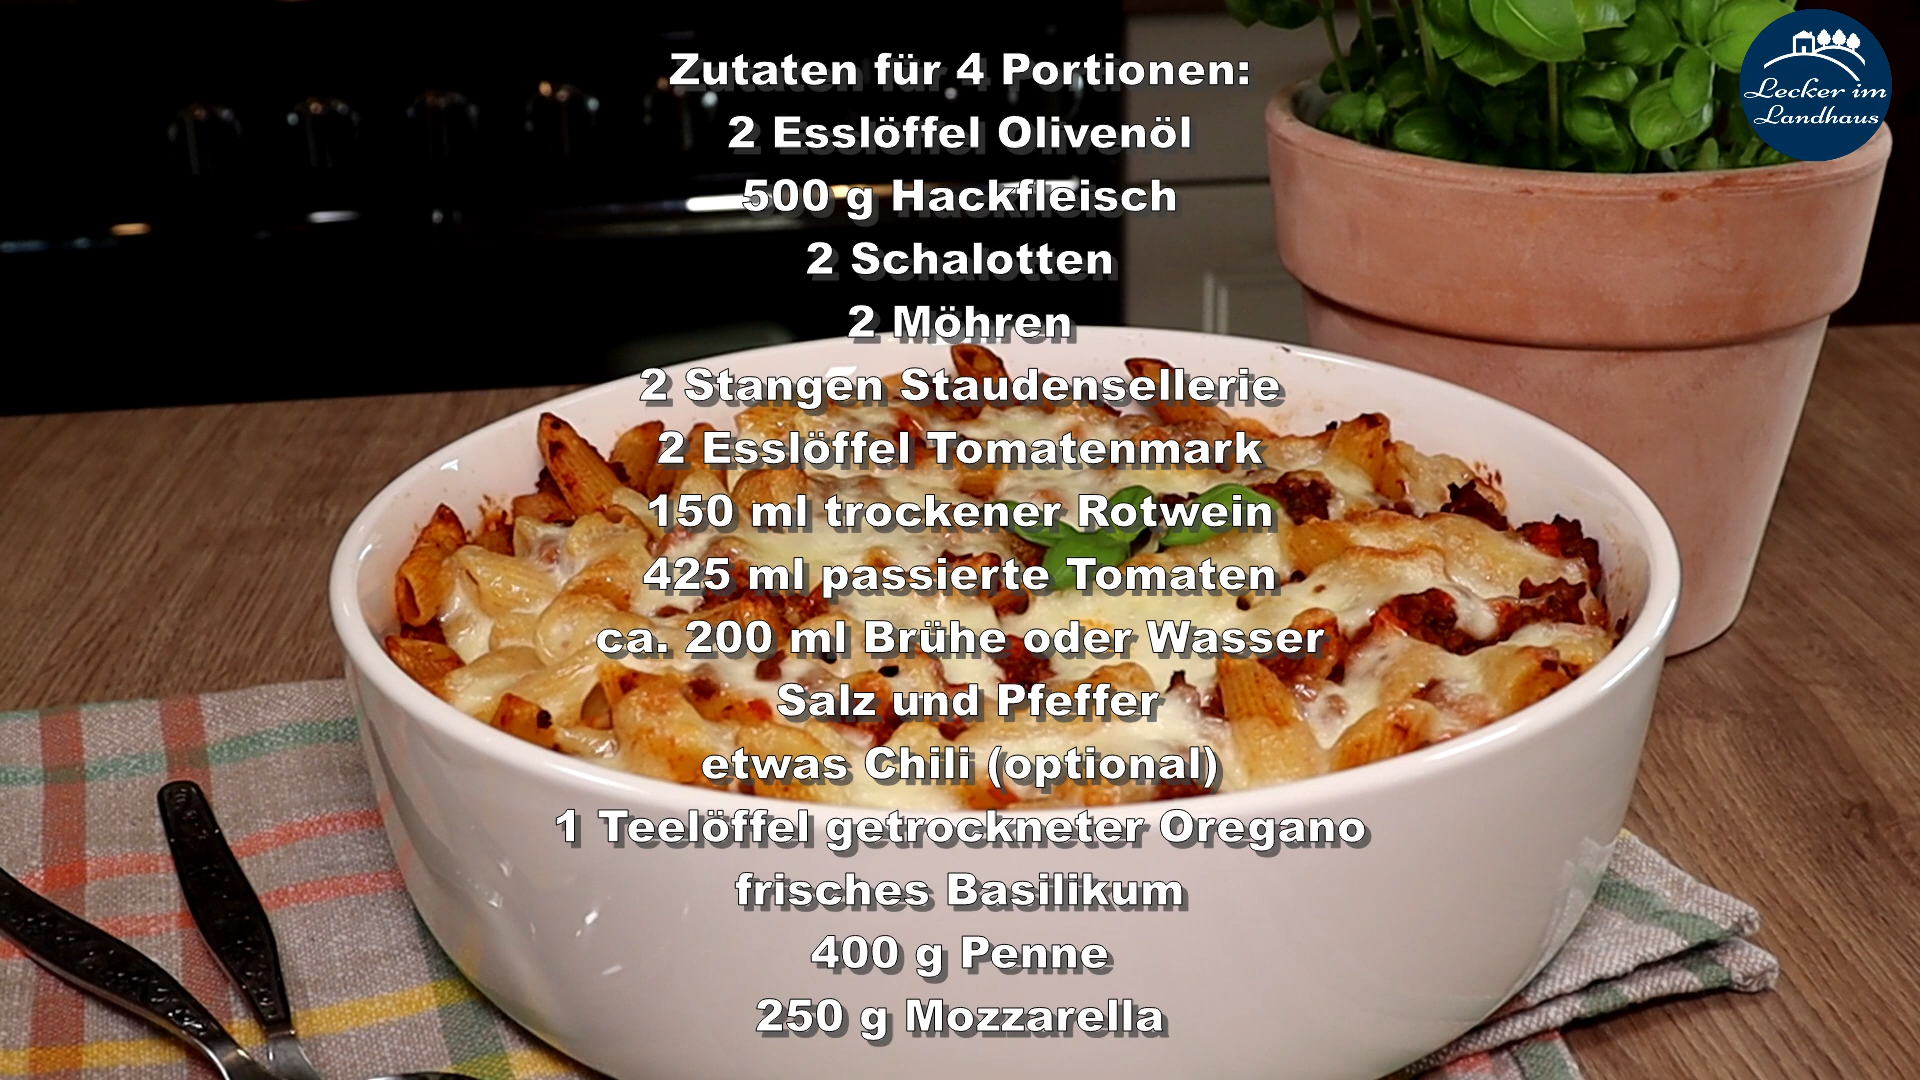 Zutaten für 4 Portionen:
2 Esslöffel Olivenöl
500 g Hackfleisch
2 Schalotten
2 Möhren
2 Stangen Staudensellerie
2 Esslöffel Tomatenmark
150 ml trockener Rotwein
425 ml passierte Tomaten
ca. 200 ml Brühe oder Wasser
Salz und Pfeffer
etwas Chili (optional)
1 Teelöffel getrockneter Oregano
frisches Basilikum
400 g Penne
250 g Mozzarella
Lecker im
Landhaus